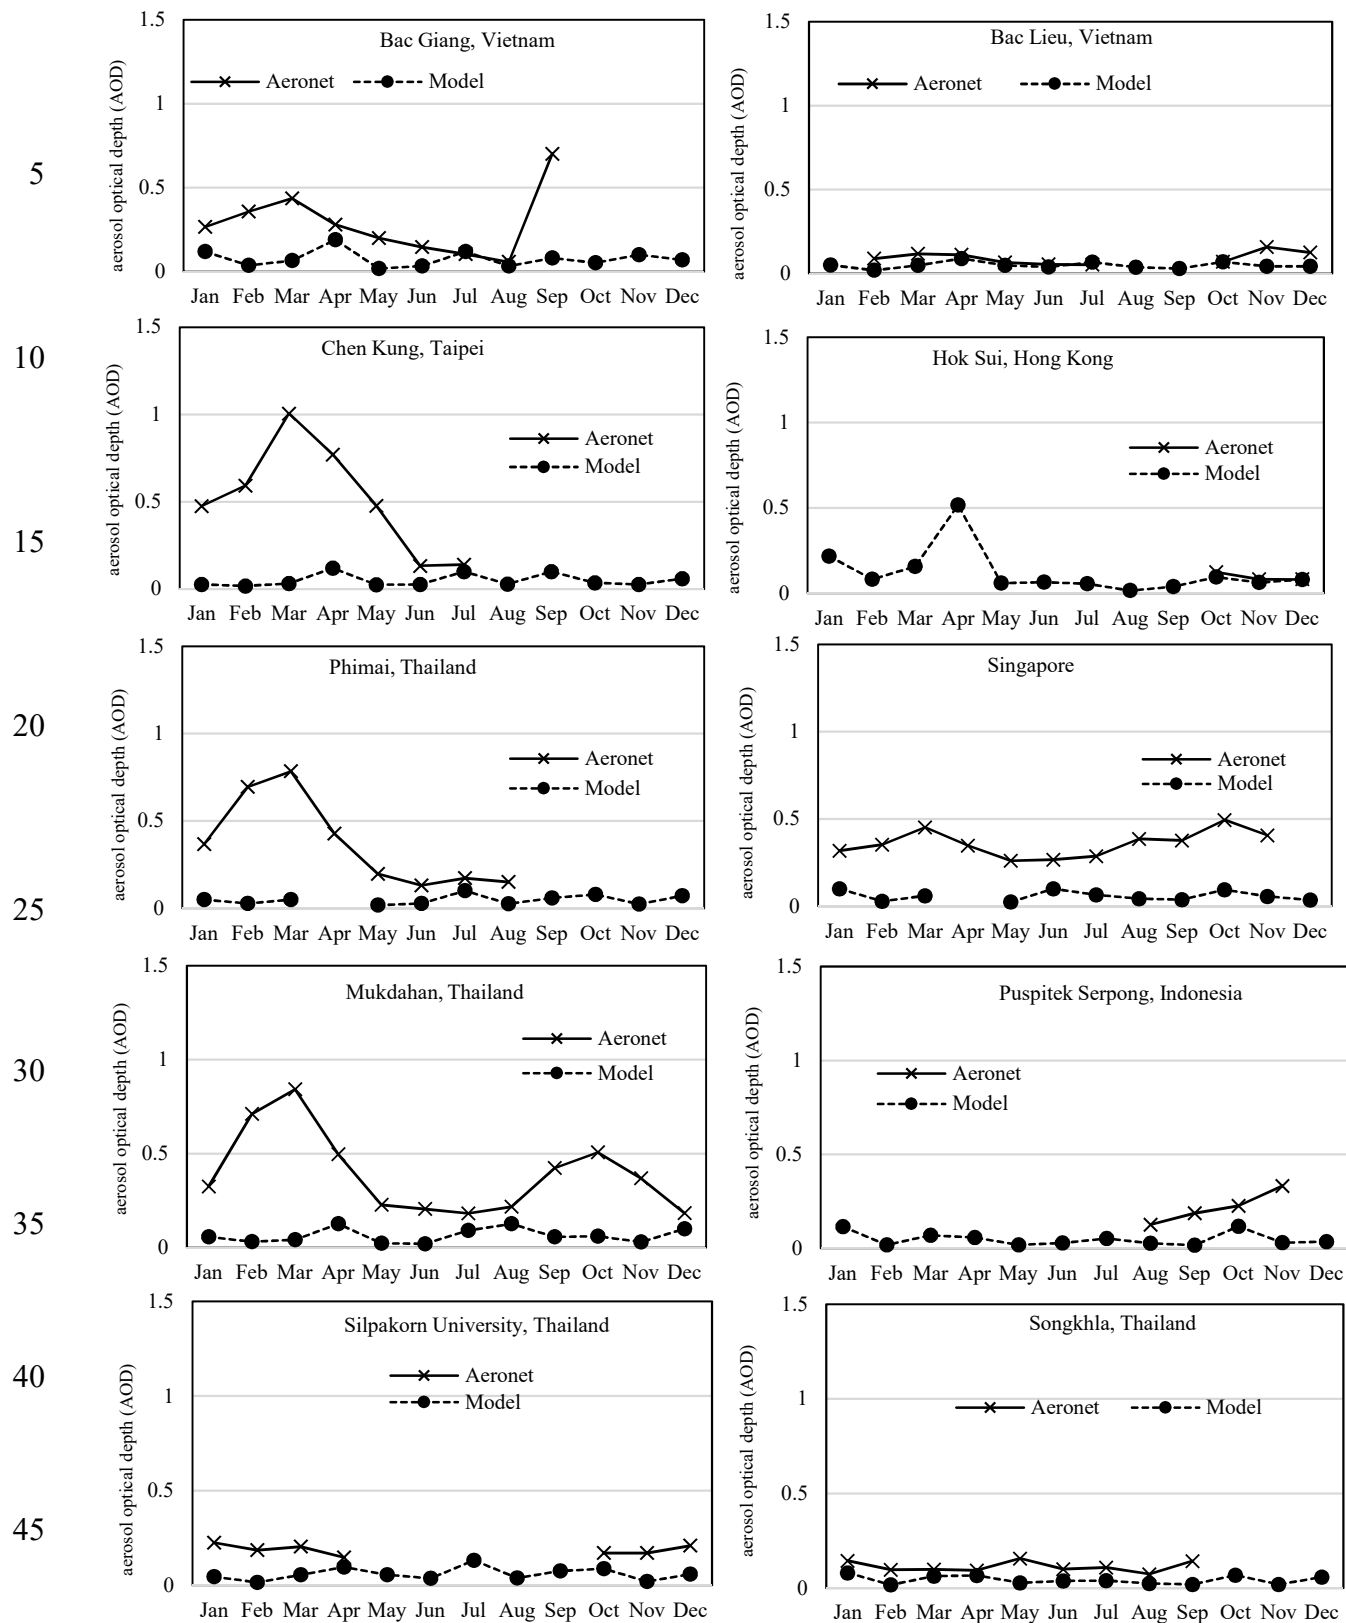 1.5
Bac Giang, Vietnam
Aeronet
Model
1
0.5
0
aerosol optical depth (AOD)
Jan Feb Mar Apr May Jun Jul Aug Sep Oct Nov Dec
1.5
Bac Lieu, Vietnam
Aeronet
Model
1
0.5
0
aerosol optical depth (AOD)
Jan Feb Mar Apr May Jun Jul Aug Sep Oct Nov Dec
5
1.5
Chen Kung, Taipei
1
Aeronet
Model
0.5
0
aerosol optical depth (AOD)
Jan Feb Mar Apr May Jun Jul Aug Sep Oct Nov Dec
1.5
Hok Sui, Hong Kong
1
Aeronet
Model
0.5
0
aerosol optical depth (AOD)
Jan Feb Mar Apr May Jun Jul Aug Sep Oct Nov Dec
10
15
1.5
Phimai, Thailand
1
Aeronet
Model
0.5
0
aerosol optical depth (AOD)
Jan Feb Mar Apr May Jun Jul Aug Sep Oct Nov Dec
1.5
Singapore
1
Aeronet
Model
0.5
0
aerosol optical depth (AOD)
Jan Feb Mar Apr May Jun Jul Aug Sep Oct Nov Dec
20
25
1.5
Mukdahan, Thailand
Aeronet
1
Model
0.5
0
aerosol optical depth (AOD)
Jan Feb Mar Apr May Jun Jul Aug Sep Oct Nov Dec
1.5
Puspitek Serpong, Indonesia
1
Aeronet
Model
0.5
0
aerosol optical depth (AOD)
Jan Feb Mar Apr May Jun Jul Aug Sep Oct Nov Dec
30
35
1.5
Silpakorn University, Thailand
Aeronet
1
Model
0.5
0
aerosol optical depth (AOD)
Jan Feb Mar Apr May Jun Jul Aug Sep Oct Nov Dec
1.5
Songkhla, Thailand
1
Aeronet
Model
0.5
0
aerosol optical depth (AOD)
Jan Feb Mar Apr May Jun Jul Aug Sep Oct Nov Dec
40
45